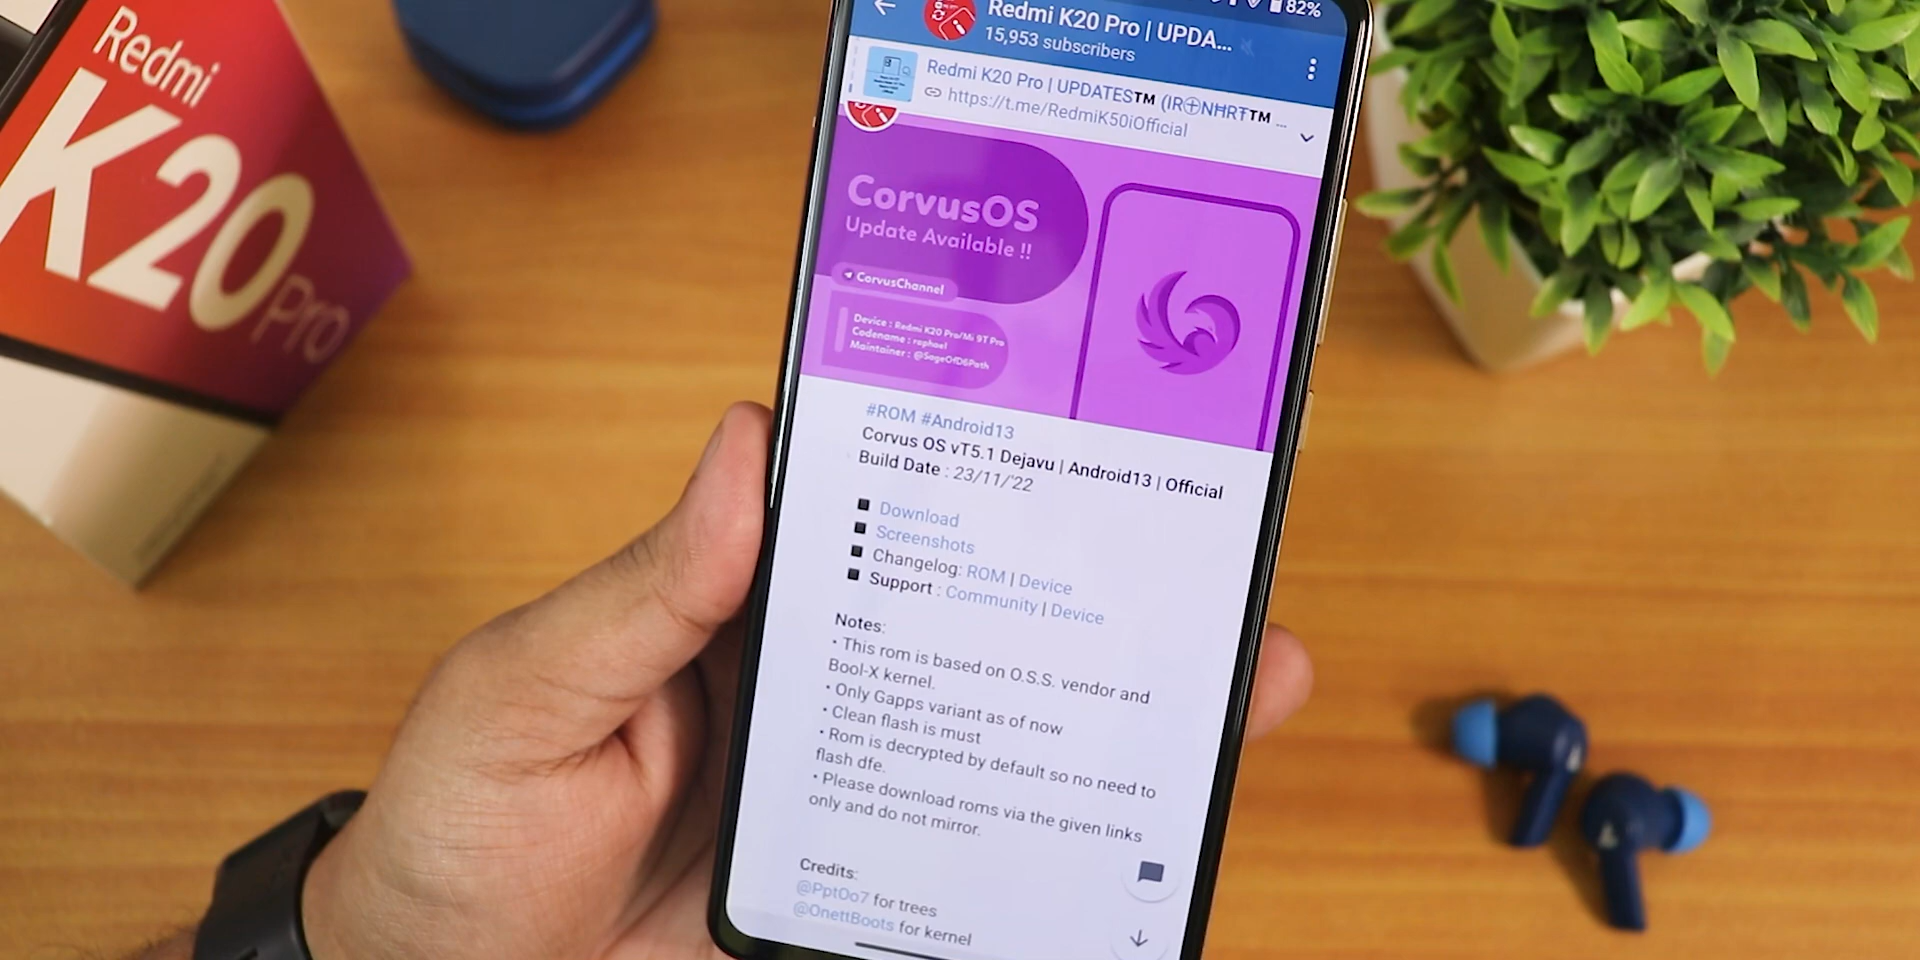 Redmi
K20
Pro
82%
Redmi K20 Pro | UPDA...
15,953 subscribers
Redmi K20 Pro | UPDATES™ (IR⨁NĦRŦ™ ...
https://t.me/RedmiK50iOfficial
CorvusOS
Update Available !!
CorvusChannel
Device : Redmi K20 Pro/Mi 9T Pro
Codename : raphael
Maintainer : @SageOfD6Path
#ROM #Android13
Corvus OS vT5.1 Dejavu | Android13 | Official
Build Date : 23/11/'22
◾ Download
◾ Screenshots
◾ Changelog: ROM | Device
◾ Support : Community | Device
Notes:
• This rom is based on O.S.S. vendor and
Bool-X kernel.
• Only Gapps variant as of now
• Clean flash is must
• Rom is decrypted by default so no need to
flash dfe.
• Please download roms via the given links
only and do not mirror.
Credits:
@PptOo7 for trees
@OnettBoots for kernel